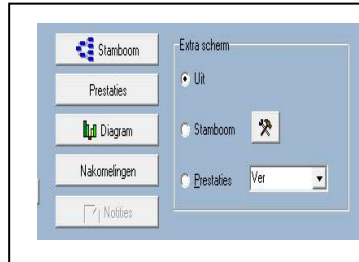 Stamboom
Prestaties
Diagram
Nakomelingen
Notities
Extra scherm
Uit
Stamboom
Prestaties
Ver